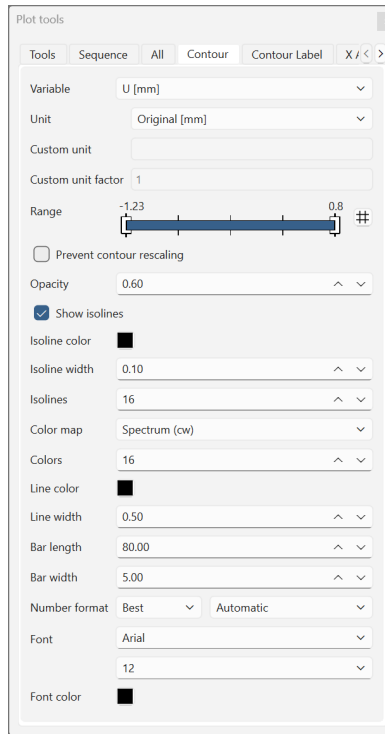 Plot tools
Tools Sequence All Contour Contour Label X
Variable U [mm]
Unit Original [mm]
Custom unit
Custom unit factor 1
-1.23 0.8
Range
Prevent contour rescaling
Opacity 0.60
Show isolines
Isoline color
Isoline width 0.10
Isolines 16
Color map Spectrum (cw)
Colors 16
Line color
Line width 0.50
Bar length 80.00
Bar width 5.00
Number format Best Automatic
Font Arial
12
Font color